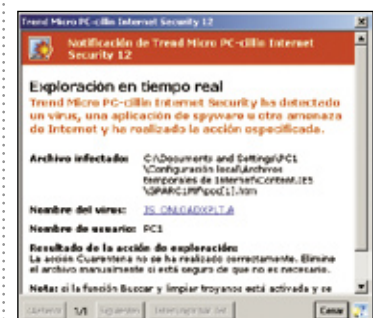 Trend Micro PC-cillin Internet Security 12
Notificación de Trend Micro PC-cillin Internet
Security 12
Exploración en tiempo real
Trend Micro PC-cillin Internet Security ha detectado
un virus, una aplicación de spyware u otra amenaza
de Internet y ha realizado la acción especificada.
Archivo infectado: C:\Documents and Settings\PC1
\Configuración local\Archivos
temporales de Internet\Content.IE5
Nombre del virus: JS_ONLOADXPLT.A
Nombre de usuario: PC1
Resultado de la acción de exploración:
La acción Cuarentena no se ha realizado correctamente. Elimine
el archivo manualmente si está seguro de que no es necesario.
Nota: si la función Buscar y limpiar troyanos está activada y se
<Anterior 1/1 Siguiente> Cerrar